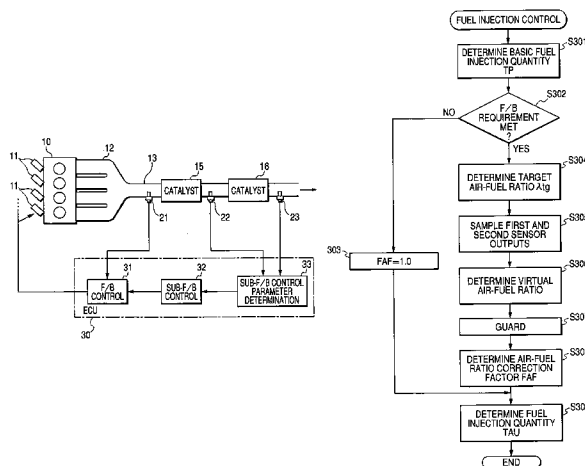 10
12
11
11
13
15
16
CATALYST
CATALYST
21
22
23
31
32
33
F/B
CONTROL
SUB-F/B
CONTROL
SUB-F/B CONTROL
PARAMETER
DETERMINATION
ECU
30
FUEL INJECTION CONTROL
S301
DETERMINE BASIC FUEL
INJECTION QUANTITY
TP
S302
F/B
REQUIREMENT
MET
?
NO
YES
DETERMINE TARGET
AIR-FUEL RATIO λtg
SAMPLE FIRST AND
SECOND SENSOR
OUTPUTS
303
FAF=1.0
DETERMINE VIRTUAL
AIR-FUEL RATIO
GUARD
DETERMINE AIR-FUEL
RATIO CORRECTION
FACTOR FAF
DETERMINE FUEL
INJECTION QUANTITY
TAU
END